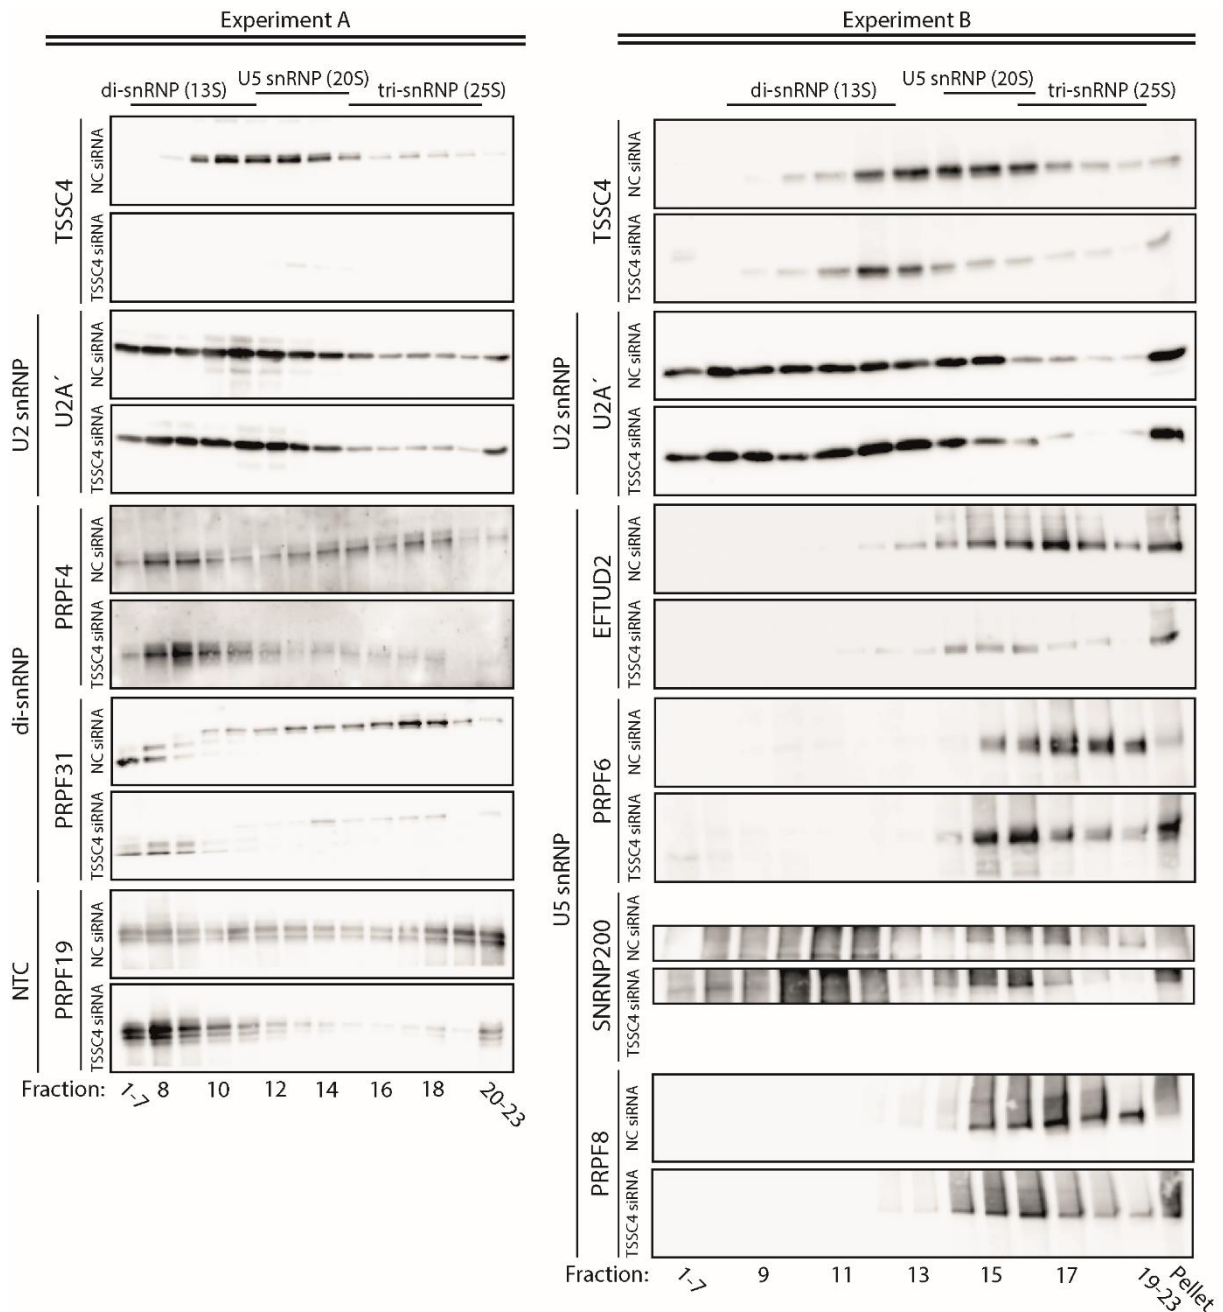 Experiment A
di-snRNP (13S)
U5 snRNP (20S)
tri-snRNP (25S)
TSSC4
NC siRNA
TSSC4 siRNA
U2 snRNP
U2A´
NC siRNA
TSSC4 siRNA
di-snRNP
PRPF4
NC siRNA
TSSC4 siRNA
PRPF31
NC siRNA
TSSC4 siRNA
NTC
PRPF19
NC siRNA
TSSC4 siRNA
Fraction: 1-7 8 10 12 14 16 18 20-23
Experiment B
di-snRNP (13S)
U5 snRNP (20S)
tri-snRNP (25S)
TSSC4
NC siRNA
TSSC4 siRNA
U2 snRNP
U2A´
NC siRNA
TSSC4 siRNA
U5 snRNP
EFTUD2
NC siRNA
TSSC4 siRNA
PRPF6
NC siRNA
TSSC4 siRNA
SNRNP200
NC siRNA
TSSC4 siRNA
PRPF8
NC siRNA
TSSC4 siRNA
Fraction: 1-7 9 11 13 15 17 19-23 Pellet